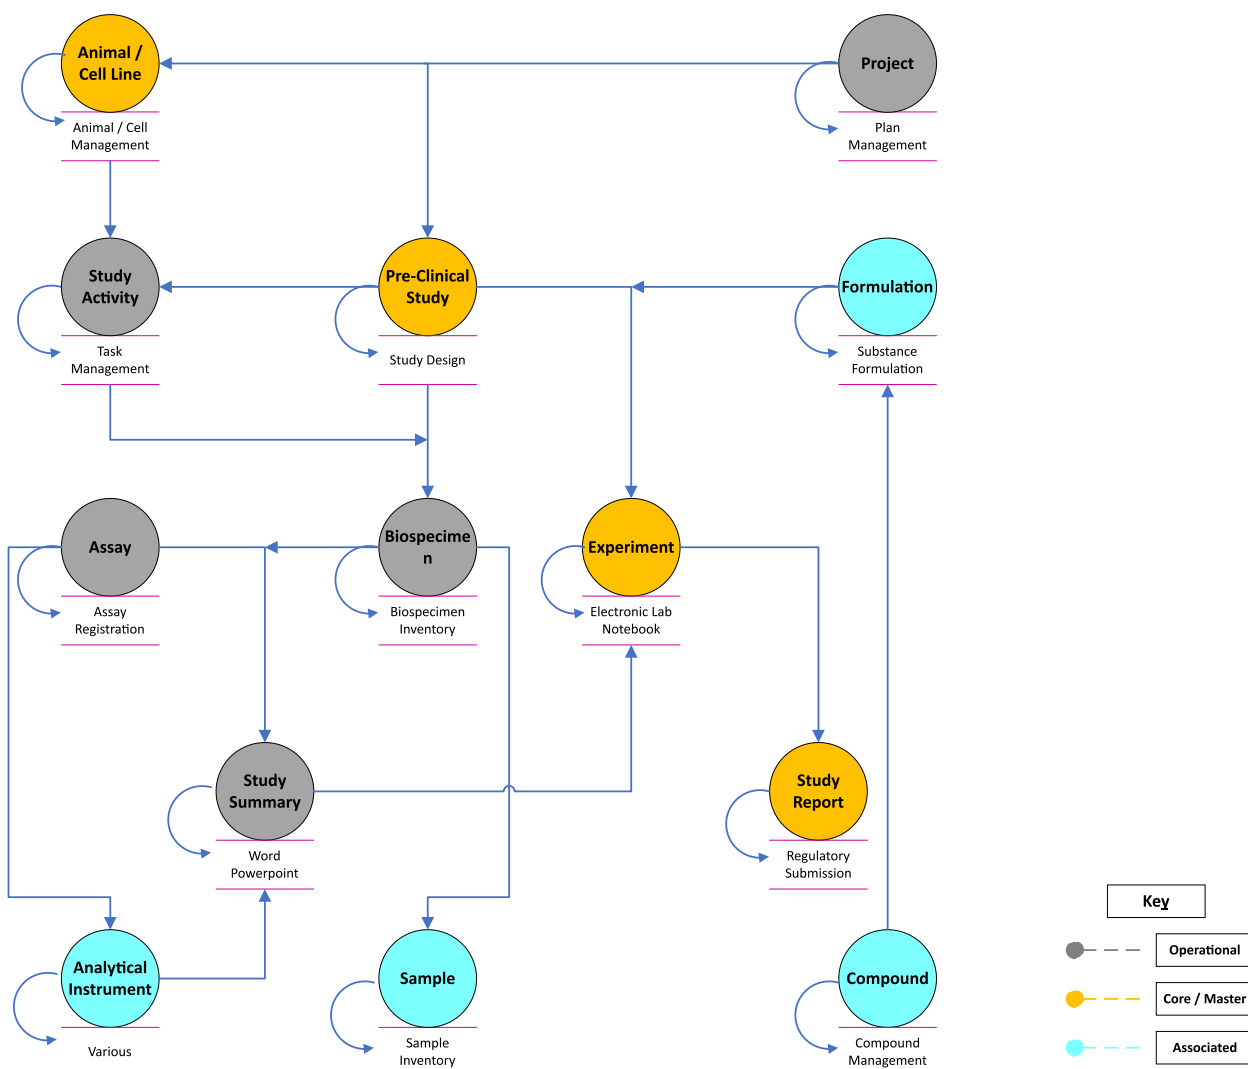 Animal /
Cell Line
Project
Animal / Cell
Management
Plan
Management
Study
Activity
Pre-Clinical
Study
Formulation
Task
Management
Study Design
Substance
Formulation
Assay
Biospecime
n
Experiment
Assay
Registration
Biospecimen
Inventory
Electronic Lab
Notebook
Study
Summary
Study
Report
Word
Powerpoint
Regulatory
Submission
Key
Analytical
Instrument
Sample
Compound
Operational
Core / Master
Associated
Various
Sample
Inventory
Compound
Management